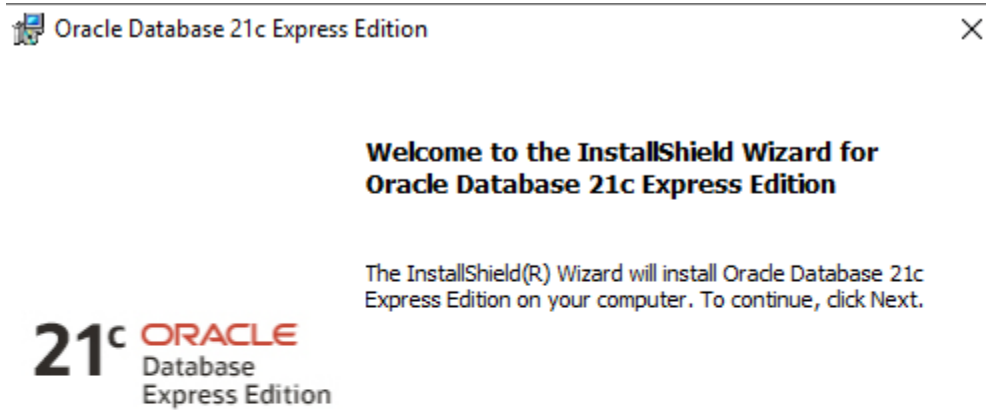 Oracle Database 21c Express Edition
Welcome to the InstallShield Wizard for
Oracle Database 21c Express Edition
The InstallShield(R) Wizard will install Oracle Database 21c
Express Edition on your computer. To continue, click Next.
21c ORACLE
Database
Express Edition